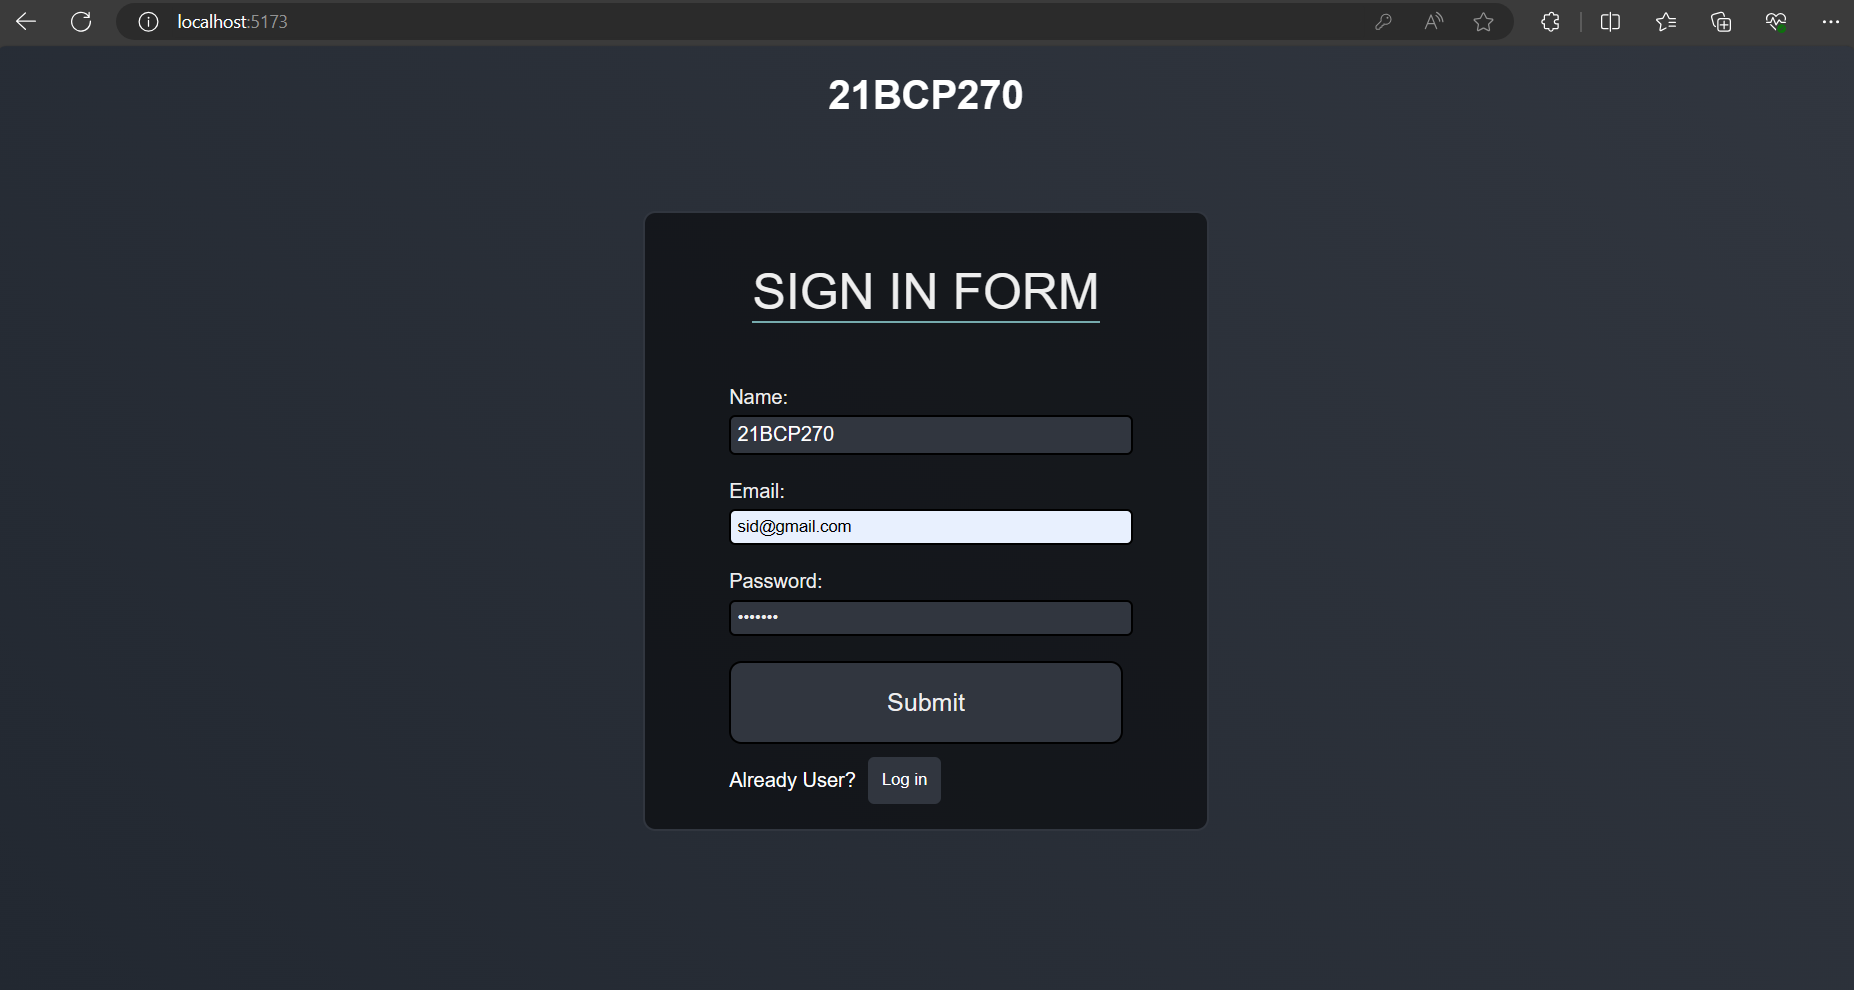 localhost:5173
21BCP270
SIGN IN FORM
Name:
21BCP270
Email:
sid@gmail.com
Password:
•••••••
Submit
Already User? Log in